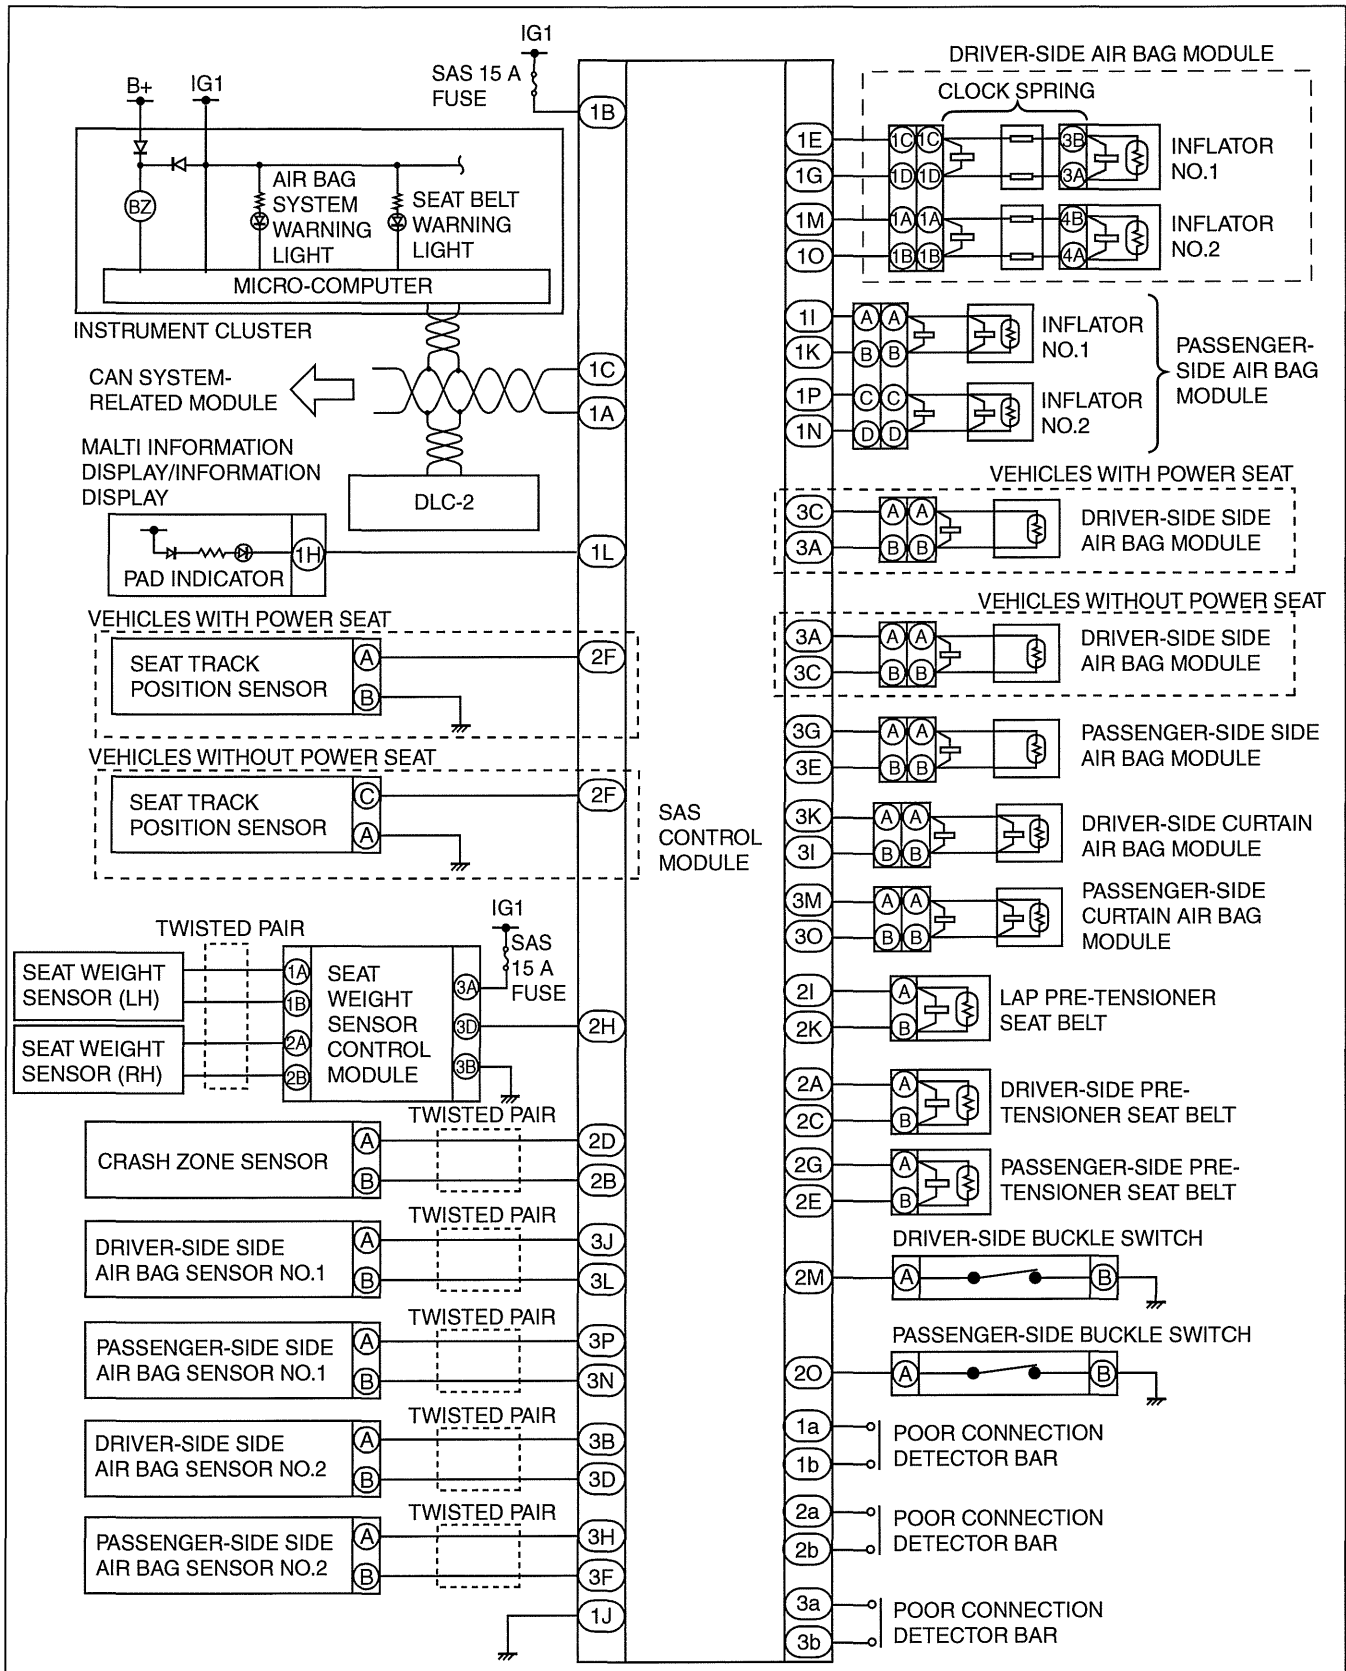 IG1
SAS 15 A
FUSE
1B
B+
IG1
BZ
AIR BAG
SYSTEM
WARNING
LIGHT
SEAT BELT
WARNING
LIGHT
MICRO-COMPUTER
INSTRUMENT CLUSTER
CAN SYSTEM-
RELATED MODULE
1C
1A
DLC-2
MALTI INFORMATION
DISPLAY/INFORMATION
DISPLAY
PAD INDICATOR
1H
1L
VEHICLES WITH POWER SEAT
SEAT TRACK
POSITION SENSOR
A
B
2F
VEHICLES WITHOUT POWER SEAT
SEAT TRACK
POSITION SENSOR
C
A
2F
SAS
CONTROL
MODULE
TWISTED PAIR
SEAT WEIGHT
SENSOR (LH)
SEAT WEIGHT
SENSOR (RH)
1A
1B
2A
2B
SEAT
WEIGHT
SENSOR
CONTROL
MODULE
3A
3D
3B
IG1
SAS
15 A
FUSE
2H
TWISTED PAIR
CRASH ZONE SENSOR
A
B
2D
2B
TWISTED PAIR
DRIVER-SIDE SIDE
AIR BAG SENSOR NO.1
A
B
3J
3L
TWISTED PAIR
PASSENGER-SIDE SIDE
AIR BAG SENSOR NO.1
A
B
3P
3N
TWISTED PAIR
DRIVER-SIDE SIDE
AIR BAG SENSOR NO.2
A
B
3B
3D
TWISTED PAIR
PASSENGER-SIDE SIDE
AIR BAG SENSOR NO.2
A
B
3H
3F
1J
DRIVER-SIDE AIR BAG MODULE
CLOCK SPRING
1E 1C 1C 3B
1G 1D 1D 3A
INFLATOR
NO.1
1M 1A 1A 4B
1O 1B 1B 4A
INFLATOR
NO.2
1I A A
1K B B
INFLATOR
NO.1
1P C C
1N D D
INFLATOR
NO.2
PASSENGER-
SIDE AIR BAG
MODULE
VEHICLES WITH POWER SEAT
3C A A
3A B B
DRIVER-SIDE SIDE
AIR BAG MODULE
VEHICLES WITHOUT POWER SEAT
3A A A
3C B B
DRIVER-SIDE SIDE
AIR BAG MODULE
3G A A
3E B B
PASSENGER-SIDE SIDE
AIR BAG MODULE
3K A A
3I B B
DRIVER-SIDE CURTAIN
AIR BAG MODULE
3M A A
3O B B
PASSENGER-SIDE
CURTAIN AIR BAG
MODULE
2I A
2K B
LAP PRE-TENSIONER
SEAT BELT
2A A
2C B
DRIVER-SIDE PRE-
TENSIONER SEAT BELT
2G A
2E B
PASSENGER-SIDE PRE-
TENSIONER SEAT BELT
DRIVER-SIDE BUCKLE SWITCH
2M A B
PASSENGER-SIDE BUCKLE SWITCH
2O A B
1a
1b
POOR CONNECTION
DETECTOR BAR
2a
2b
POOR CONNECTION
DETECTOR BAR
3a
3b
POOR CONNECTION
DETECTOR BAR